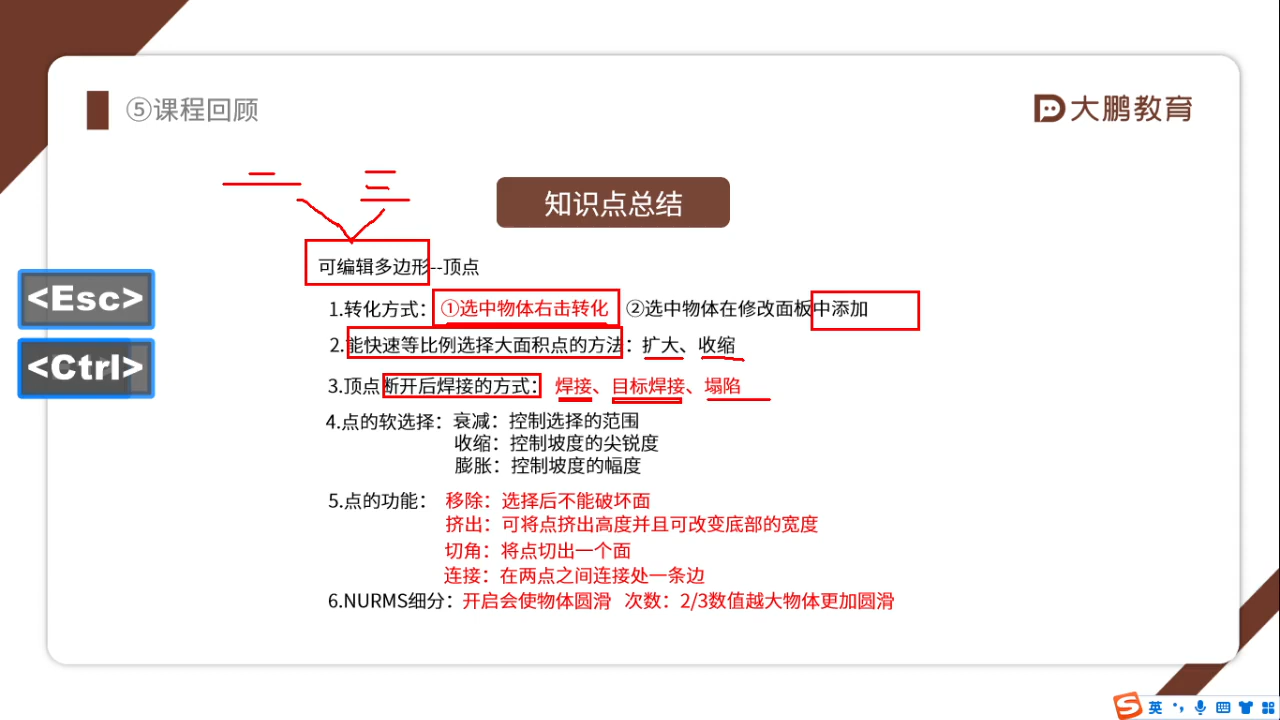 ⑤课程回顾
大鹏教育
二 三
知识点总结
可编辑多边形--顶点
<Esc>
<Ctrl>
1.转化方式：①选中物体右击转化 ②选中物体在修改面板中添加
2.能快速等比例选择大面积点的方法：扩大、收缩
3.顶点断开后焊接的方式：焊接、目标焊接、塌陷
4.点的软选择：衰减：控制选择的范围
收缩：控制坡度的尖锐度
膨胀：控制坡度的幅度
5.点的功能：移除：选择后不能破坏面
挤出：可将点挤出高度并且可改变底部的宽度
切角：将点切出一个面
连接：在两点之间连接处一条边
6.NURMS细分：开启会使物体圆滑 次数：2/3数值越大物体更加圆滑
英